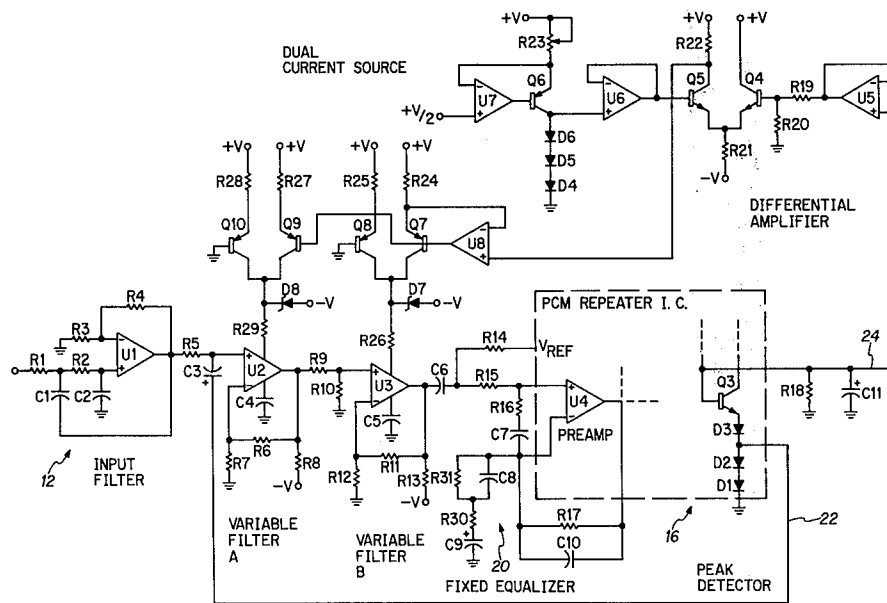 +V
+V
+V
R23
R22
DUAL
CURRENT SOURCE
Q6
Q5
Q4
R19
U7
U6
U5
+V/2
R20
D6
D5
D4
R21
-V
+V
+V
+V
+V
R28
R27
R25
R24
DIFFERENTIAL
AMPLIFIER
Q10
Q9
Q8
Q7
U8
D8
-V
D7
-V
PCM REPEATER I.C.
R4
R29
R26
R14
VREF
24
R3
R5
R1
R2
U1
C3
U2
R9
U3
C6
R15
Q3
R10
R16
U4
R18
C11
C1
C2
C4
C5
C7
PREAMP
D3
R6
R11
C8
D2
12
INPUT
FILTER
R7
R8
R12
R13
R31
D1
-V
-V
R30
R17
16
22
VARIABLE
FILTER
A
VARIABLE
FILTER
B
C9
20
C10
FIXED EQUALIZER
PEAK
DETECTOR